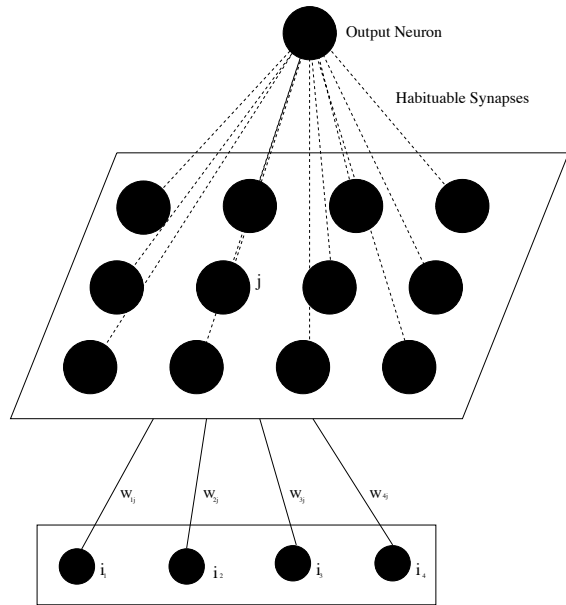 Output Neuron
Habituable Synapses
j
w1j w2j w3j w4j
i1 i2 i3 i4